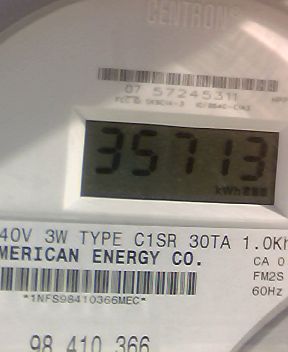 CENTRON®
07 57245311
35713
kWh
40V 3W TYPE C1SR 30TA 1.0Kh
MERICAN ENERGY CO.
CA 0
FM2S
60Hz
*1NFS98410366MEC*
98 410 366